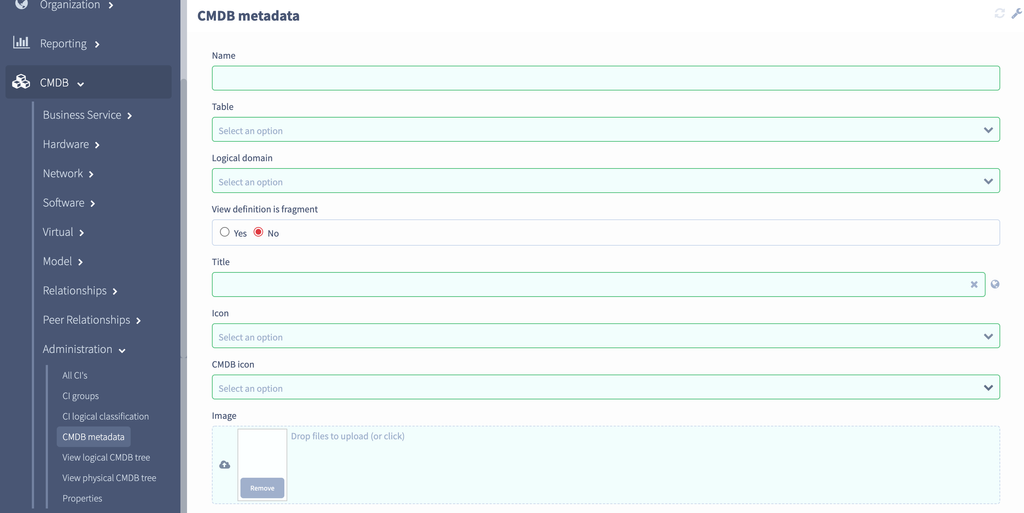 Organization
Reporting
CMDB
Business Service
Hardware
Network
Software
Virtual
Model
Relationships
Peer Relationships
Administration
All CI's
CI groups
CI logical classification
CMDB metadata
View logical CMDB tree
View physical CMDB tree
Properties
CMDB metadata
Name
Table
Select an option
Logical domain
Select an option
View definition is fragment
Yes No
Title
Icon
Select an option
CMDB icon
Select an option
Image
Drop files to upload (or click)
Remove